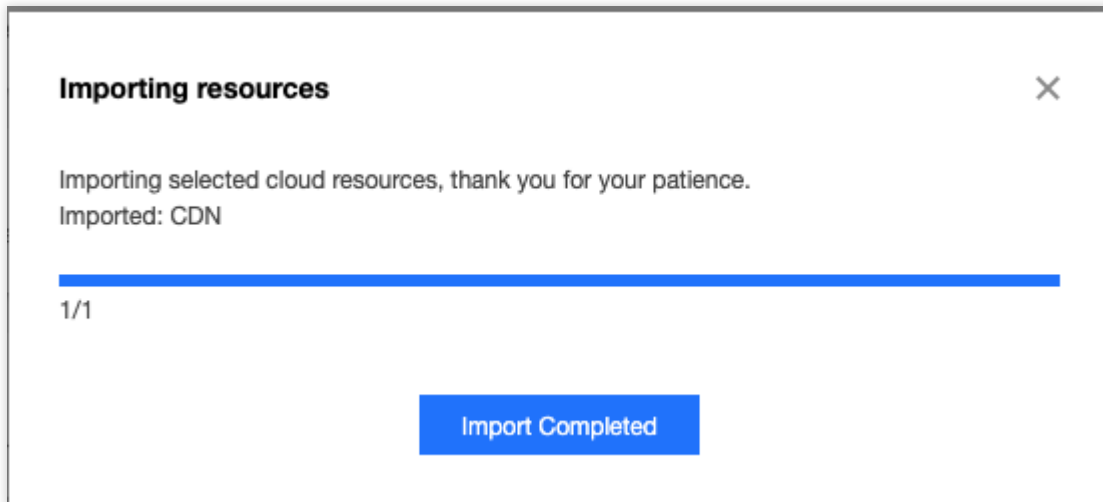 Importing resources
Importing selected cloud resources, thank you for your patience.
Imported: CDN
1/1
Import Completed